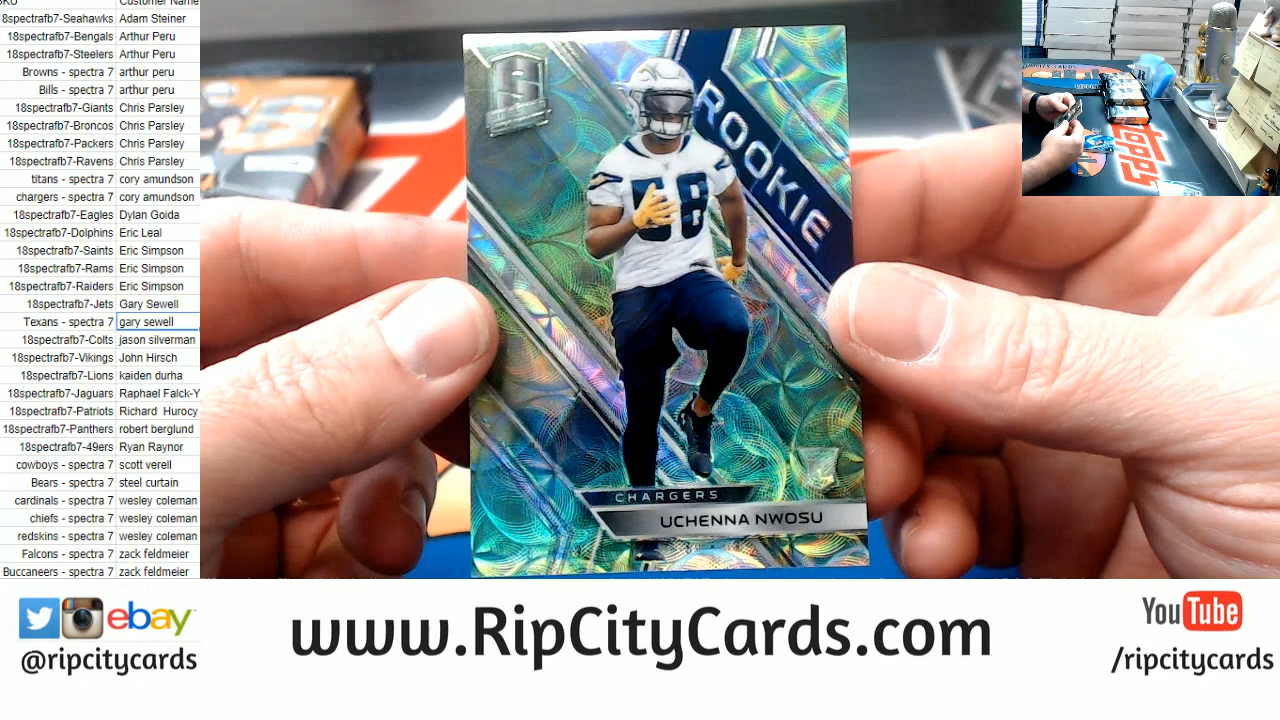 SKU Customer Name
18spectrafb7-Seahawks Adam Steiner
18spectrafb7-Bengals Arthur Peru
18spectrafb7-Steelers Arthur Peru
Browns - spectra 7 arthur peru
Bills - spectra 7 arthur peru
18spectrafb7-Giants Chris Parsley
18spectrafb7-Broncos Chris Parsley
18spectrafb7-Packers Chris Parsley
18spectrafb7-Ravens Chris Parsley
titans - spectra 7 cory amundson
chargers - spectra 7 cory amundson
18spectrafb7-Eagles Dylan Goida
18spectrafb7-Dolphins Eric Leal
18spectrafb7-Saints Eric Simpson
18spectrafb7-Rams Eric Simpson
18spectrafb7-Raiders Eric Simpson
18spectrafb7-Jets Gary Sewell
Texans - spectra 7 gary sewell
18spectrafb7-Colts jason silverman
18spectrafb7-Vikings John Hirsch
18spectrafb7-Lions kaiden durha
18spectrafb7-Jaguars Raphael Falck-Y
18spectrafb7-Patriots Richard Hurocy
18spectrafb7-Panthers robert berglund
18spectrafb7-49ers Ryan Raynor
cowboys - spectra 7 scott verell
Bears - spectra 7 steel curtain
cardinals - spectra 7 wesley coleman
chiefs - spectra 7 wesley coleman
redskins - spectra 7 wesley coleman
Falcons - spectra 7 zack feldmeier
Buccaneers - spectra 7 zack feldmeier
S
ROOKIE
58
CHARGERS
UCHENNA NWOSU
topps
ebay
@ripcitycards
www.RipCityCards.com
YouTube
/ripcitycards